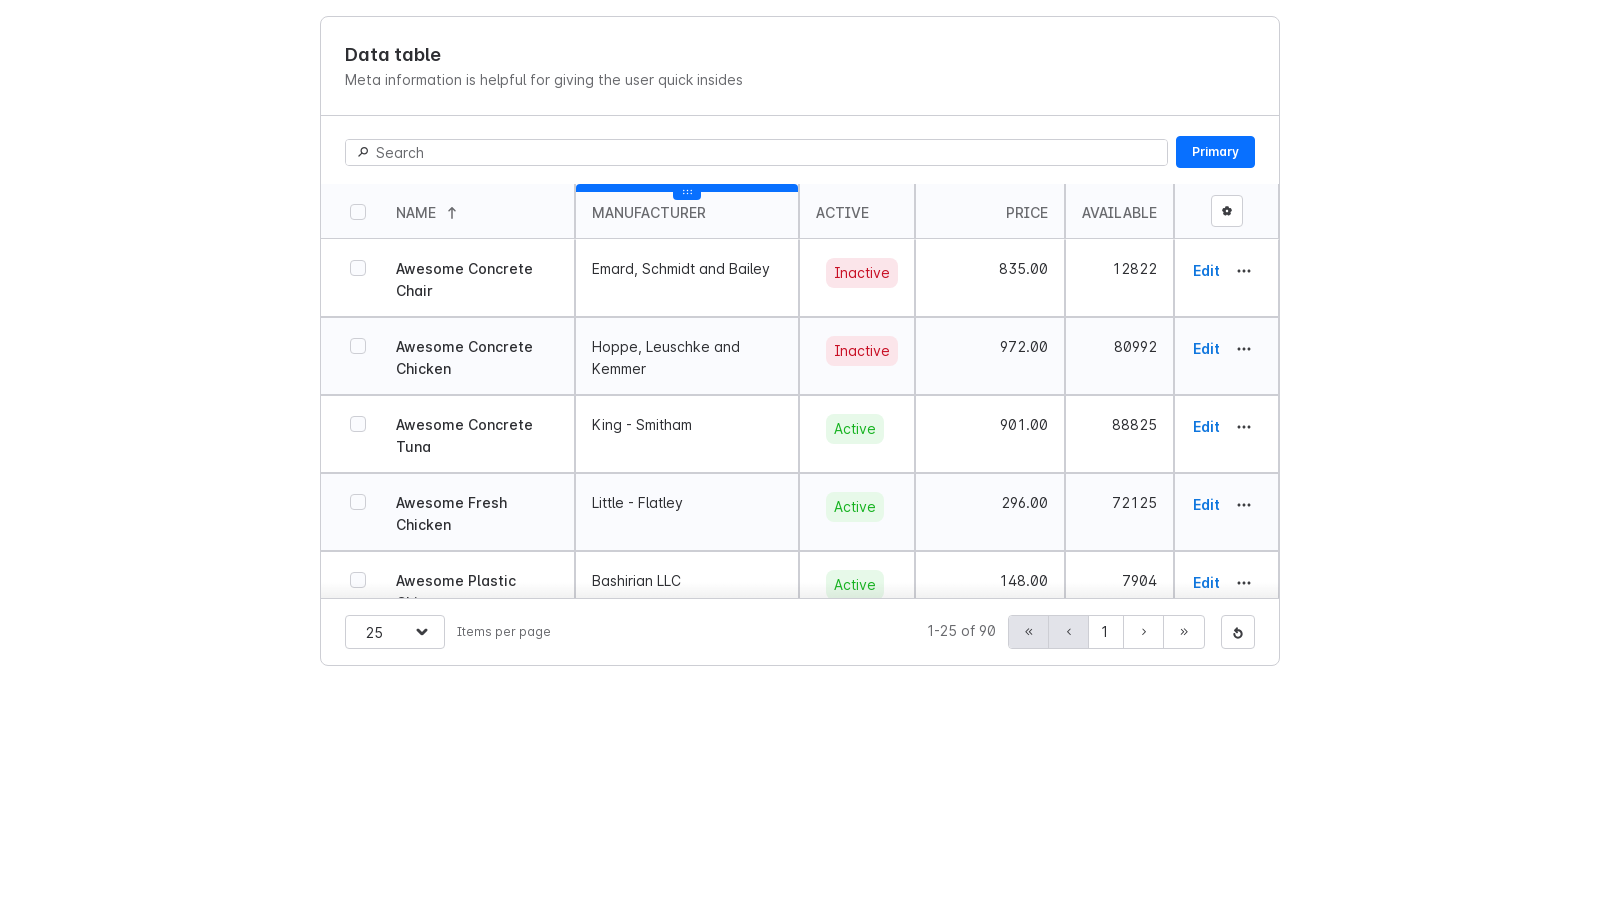 Data table
Meta information is helpful for giving the user quick insides
Search
Primary
NAME ↑ MANUFACTURER ACTIVE PRICE AVAILABLE
Awesome Concrete Emard, Schmidt and Bailey Inactive 835.00 12822 Edit
Chair
Awesome Concrete Hoppe, Leuschke and Inactive 972.00 80992 Edit
Chicken Kemmer
Awesome Concrete King - Smitham Active 901.00 88825 Edit
Tuna
Awesome Fresh Little - Flatley Active 296.00 72125 Edit
Chicken
Awesome Plastic Bashirian LLC Active 148.00 7904 Edit
25 Items per page 1-25 of 90 « ‹ 1 › »